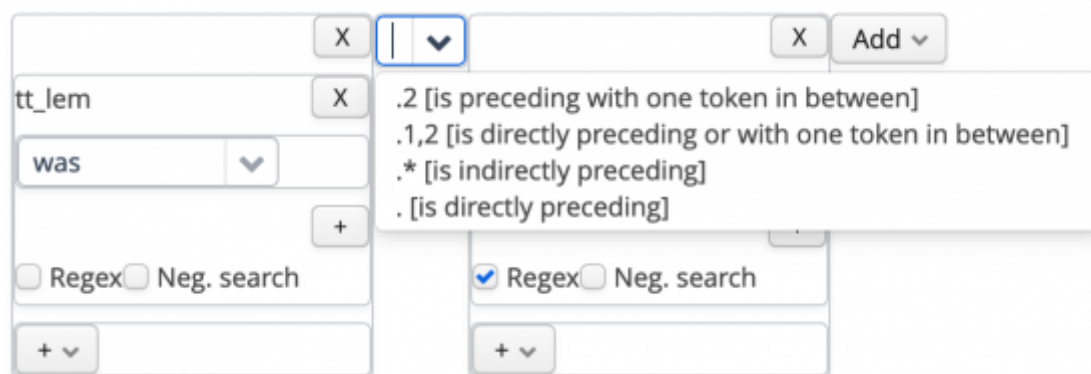 X X Add
tt_lem X
.2 [is preceding with one token in between]
.1,2 [is directly preceding or with one token in between]
was
.* [is indirectly preceding]
. [is directly preceding]
+
Regex Neg. search Regex Neg. search
+ +